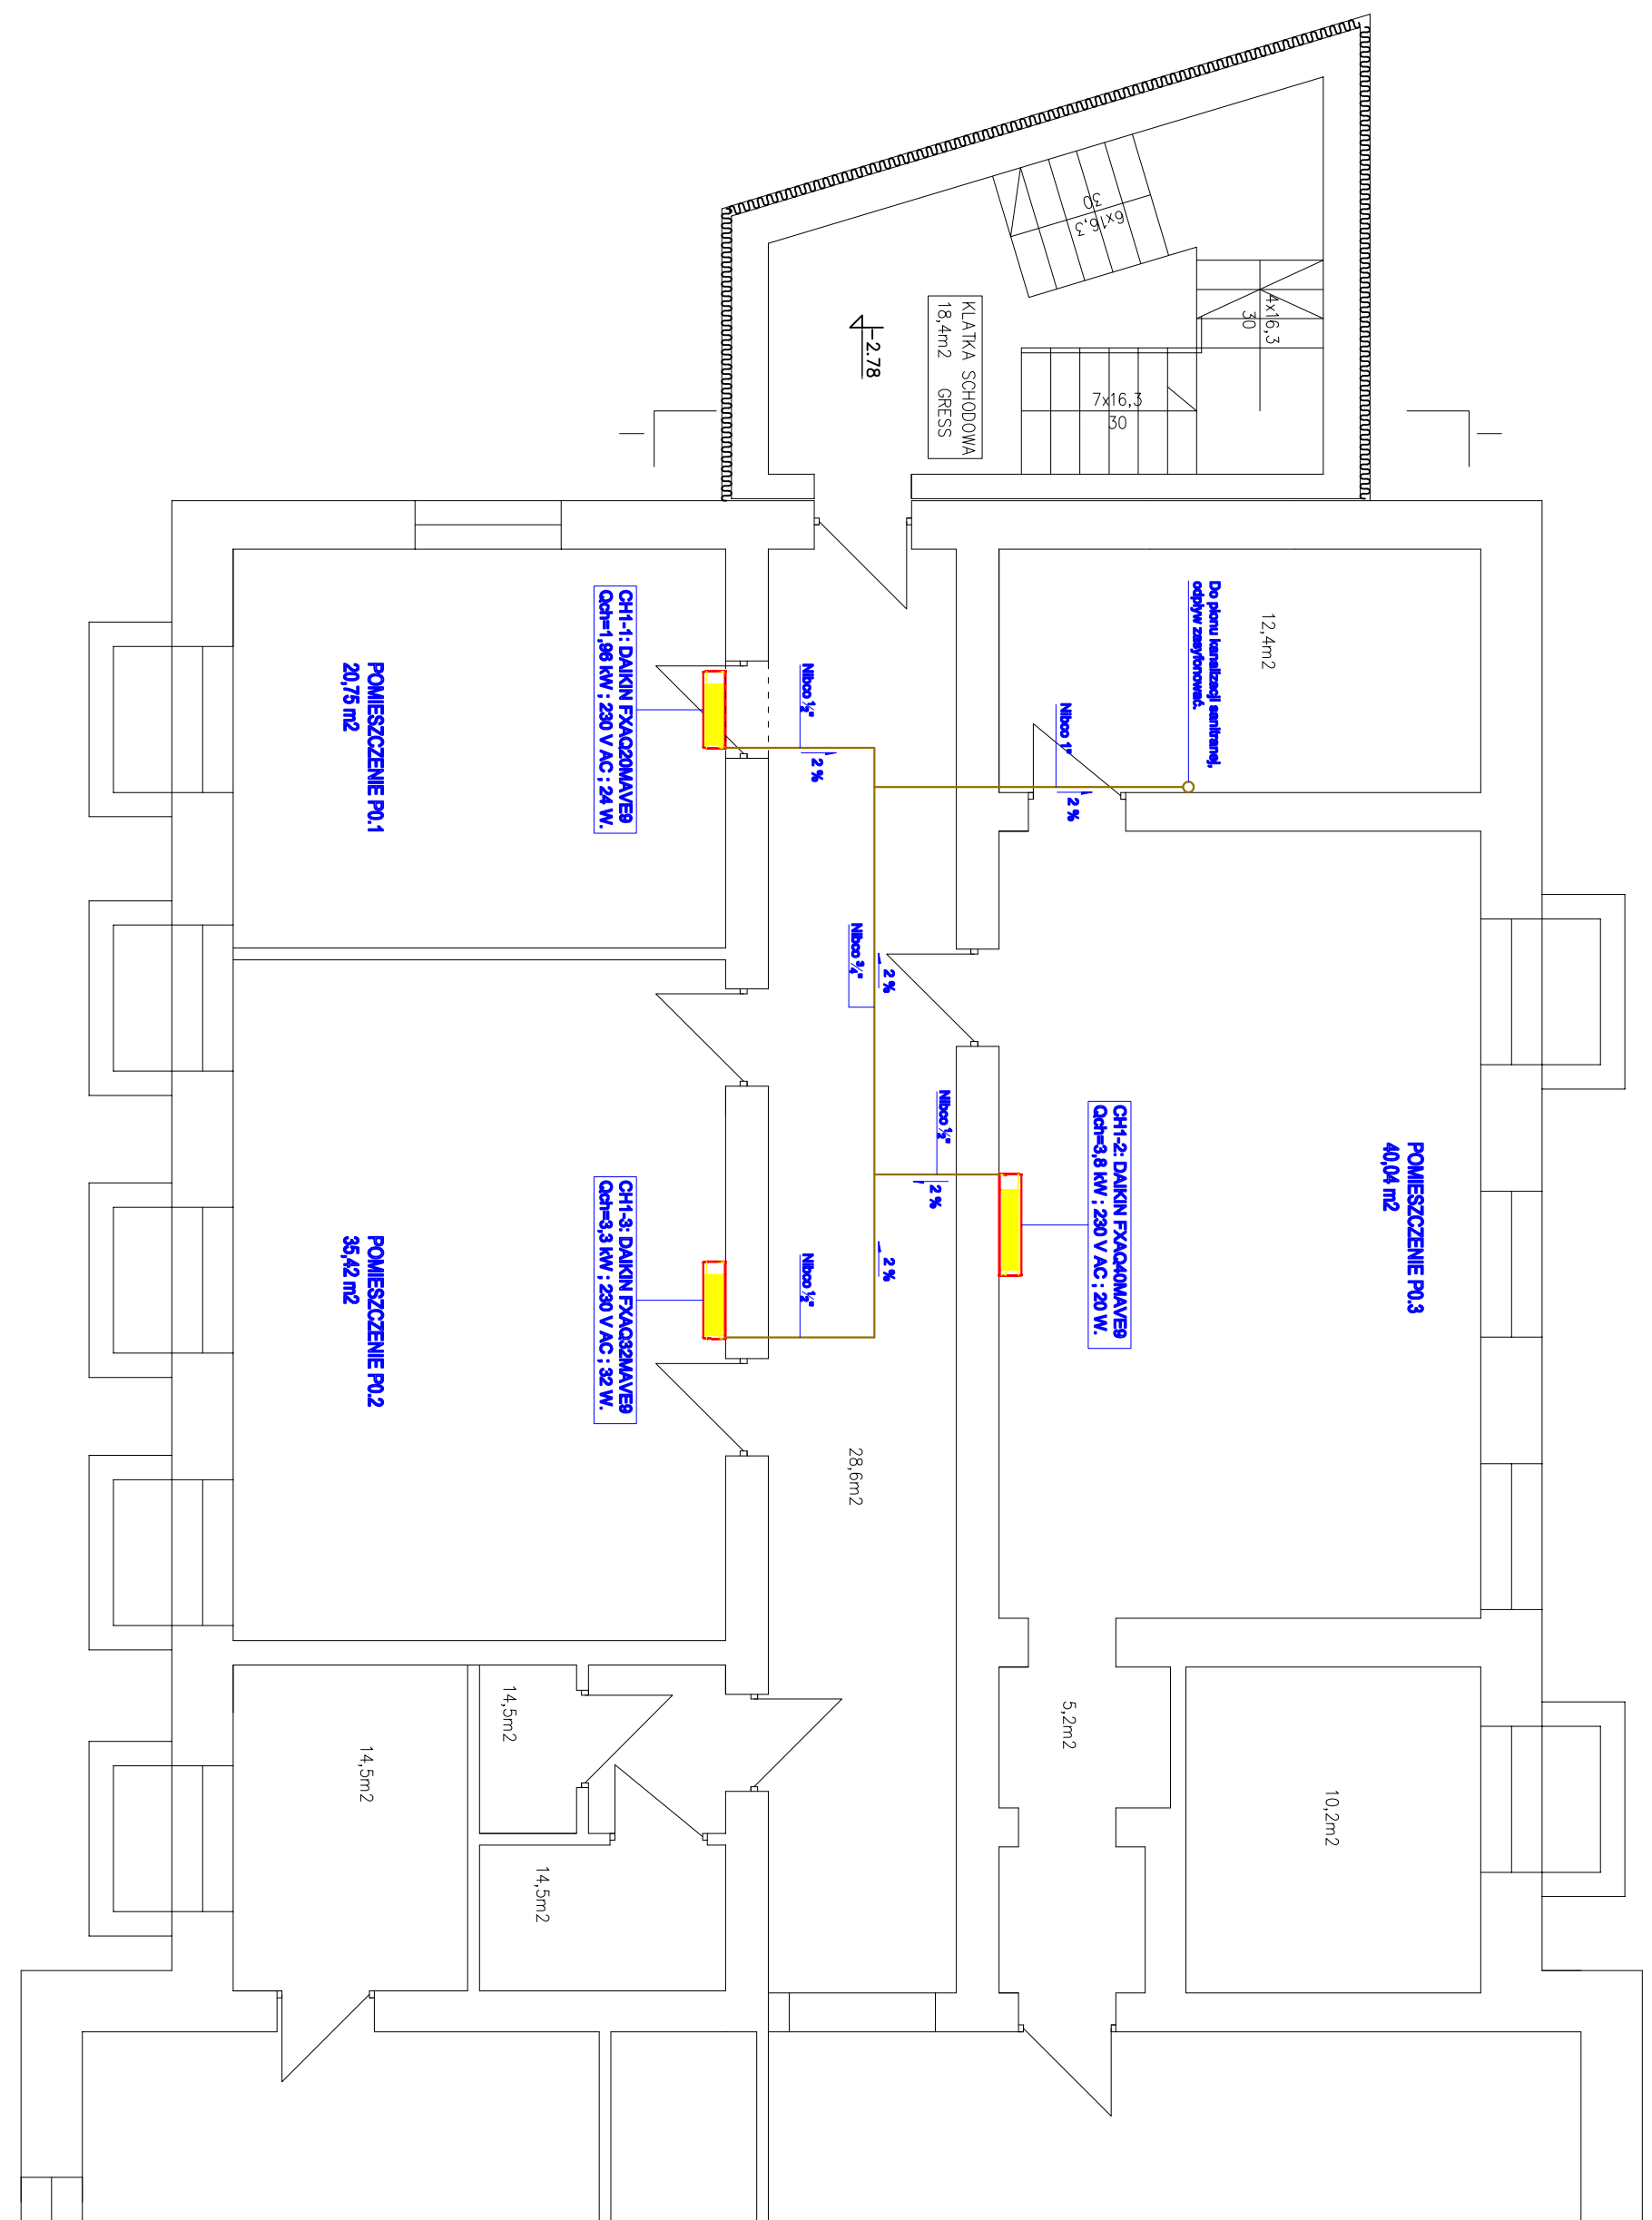 6x16,3
30
4x16,3
30
7x16,3
30
KLATKA SCHODOWA
18,4m2 GRESS
-2.78
12,4m2
Do pionu kanalizacji sanitranej,
odpływ zasyfonować.
Nibco 1"
2 %
Nibco ½"
2 %
CH1-1: DAIKIN FXAQ20MAVE9
Qch=1,96 kW ; 230 V AC ; 24 W.
POMIESZCZENIE P0.1
20,75 m2
Nibco ¾"
2 %
Nibco ½"
2 %
CH1-2: DAIKIN FXAQ40MAVE9
Qch=3,8 kW ; 230 V AC ; 20 W.
POMIESZCZENIE P0.3
40,04 m2
2 %
Nibco ½"
CH1-3: DAIKIN FXAQ32MAVE9
Qch=3,3 kW ; 230 V AC ; 32 W.
POMIESZCZENIE P0.2
35,42 m2
28,6m2
5,2m2
10,2m2
14,5m2
14,5m2
14,5m2